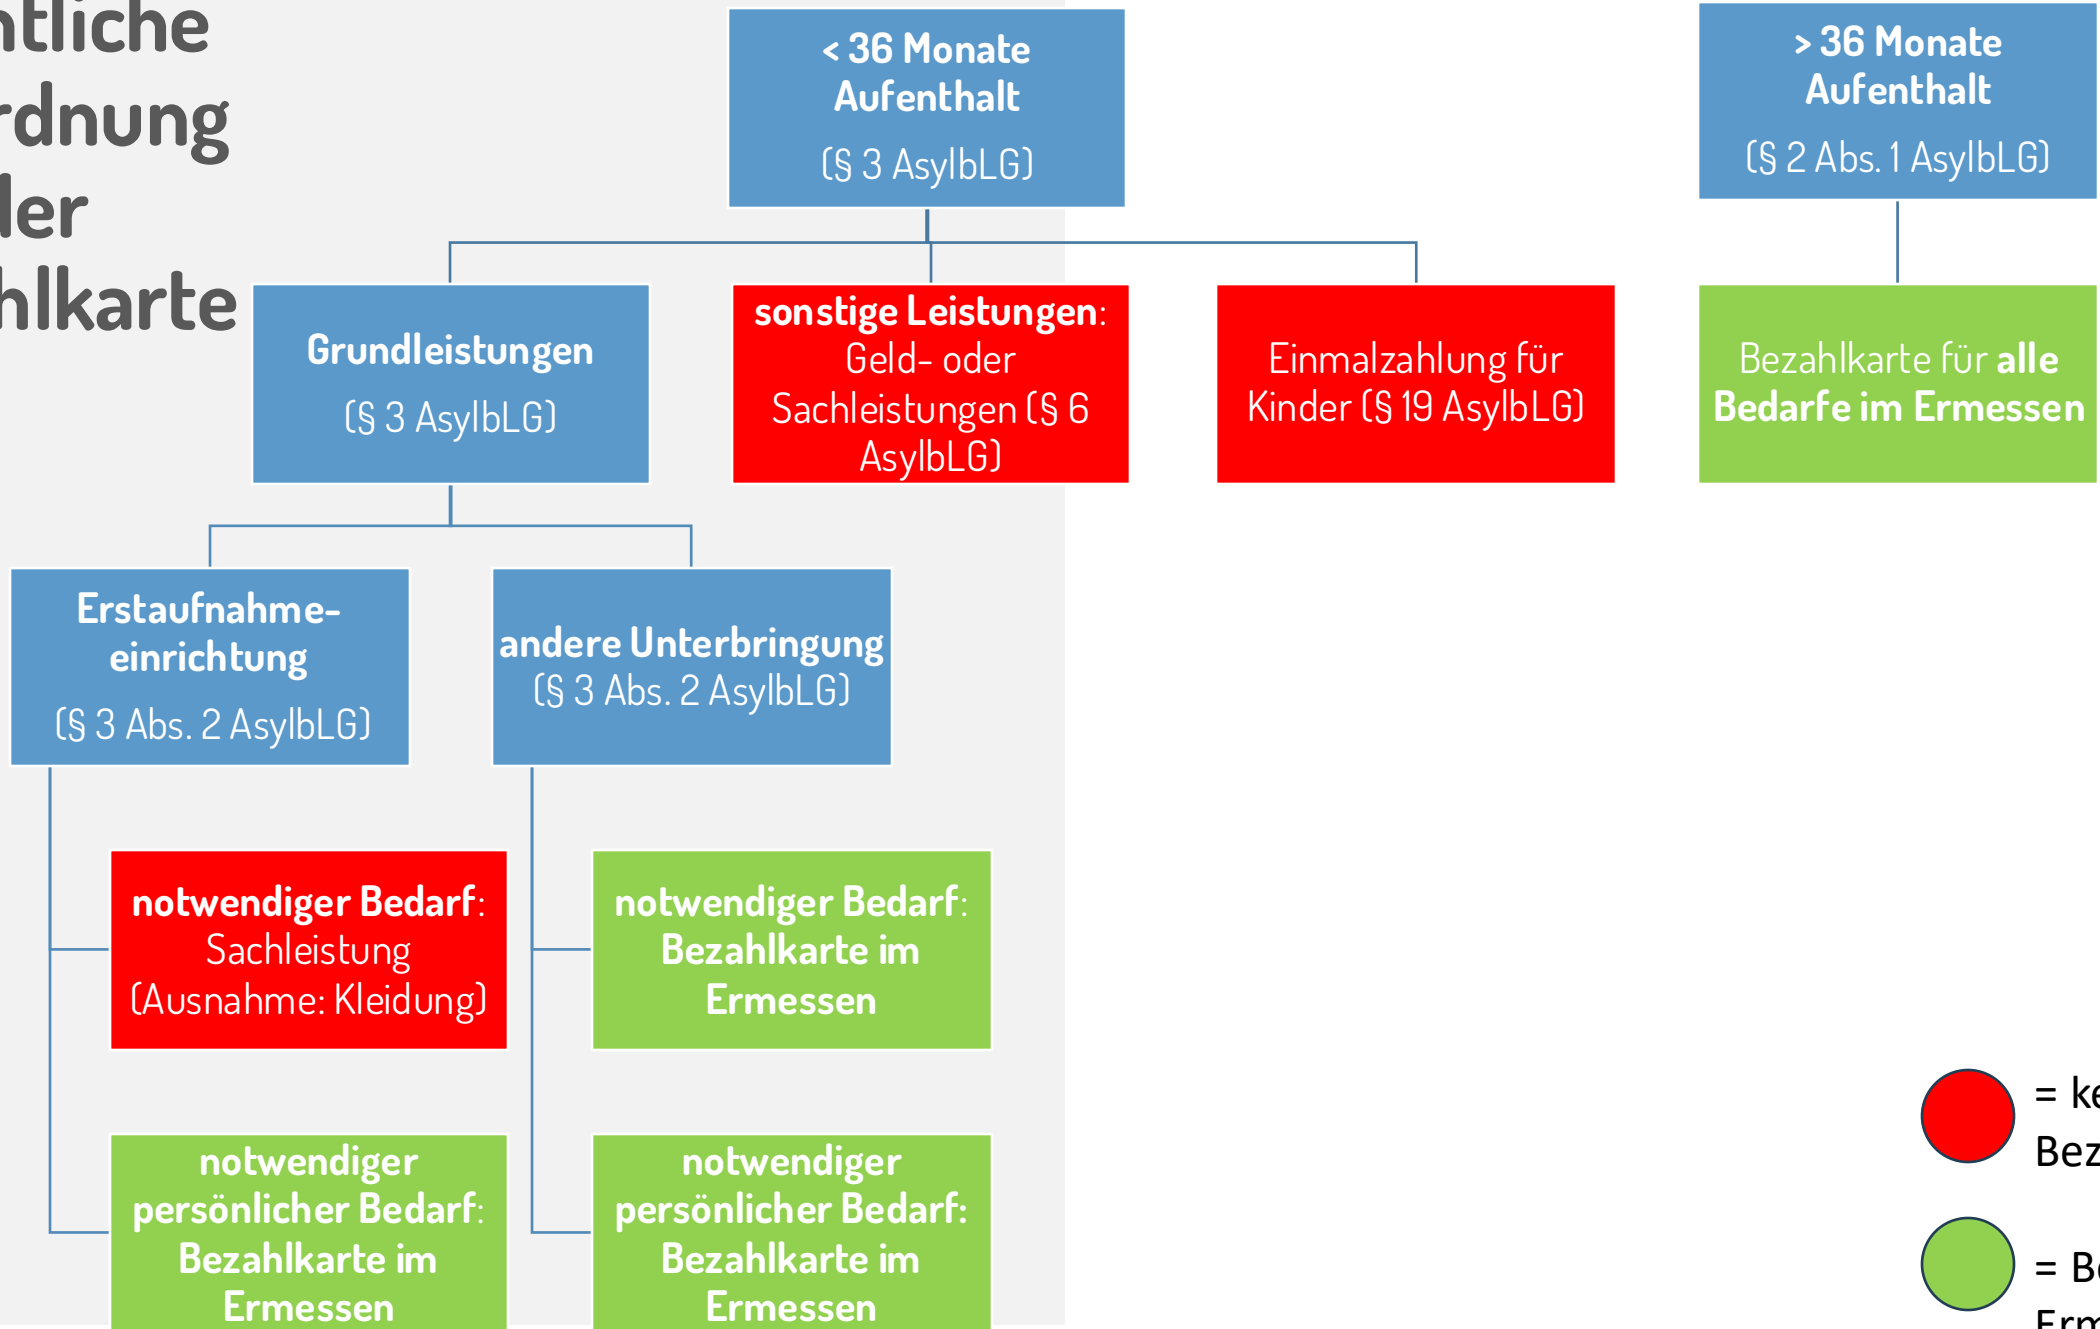 ntliche
rdnung
der
hlkarte
< 36 Monate
Aufenthalt
(§ 3 AsylbLG)
> 36 Monate
Aufenthalt
(§ 2 Abs. 1 AsylbLG)
Grundleistungen
(§ 3 AsylbLG)
sonstige Leistungen:
Geld- oder
Sachleistungen (§ 6
AsylbLG)
Einmalzahlung für
Kinder (§ 19 AsylbLG)
Bezahlkarte für alle
Bedarfe im Ermessen
Erstaufnahme-
einrichtung
(§ 3 Abs. 2 AsylbLG)
andere Unterbringung
(§ 3 Abs. 2 AsylbLG)
notwendiger Bedarf:
Sachleistung
(Ausnahme: Kleidung)
notwendiger Bedarf:
Bezahlkarte im
Ermessen
notwendiger
persönlicher Bedarf:
Bezahlkarte im
Ermessen
notwendiger
persönlicher Bedarf:
Bezahlkarte im
Ermessen
= ke
Bez
= Be
Erm